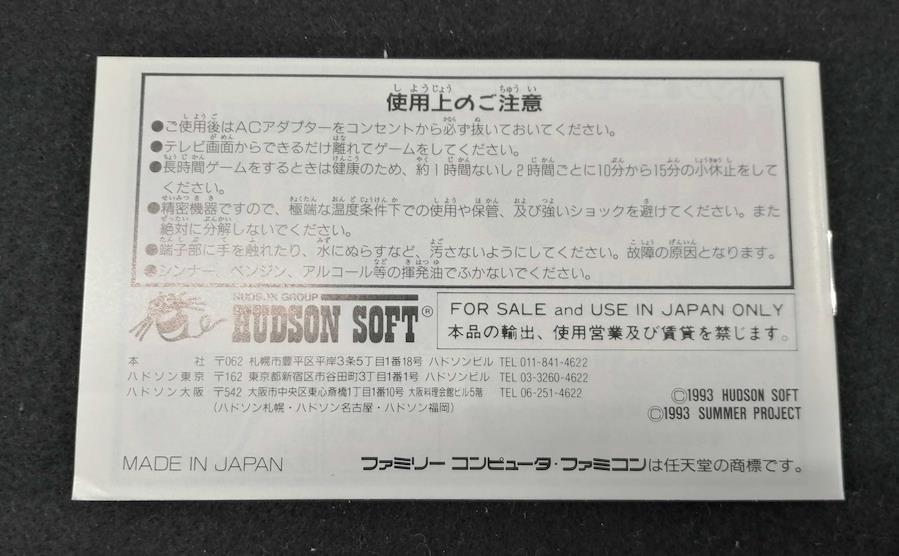 使用上のご注意
●ご使用後はACアダプターをコンセントから必ず抜いておいてください。
●テレビ画面からできるだけ離れてゲームをしてください。
●長時間ゲームをするときは健康のため、約1時間ないし2時間ごとに10分から15分の小休止をして
ください。
●精密機器ですので、極端な温度条件下での使用や保管、及び強いショックを避けてください。また
絶対に分解しないでください。
●端子部に手を触れたり、水にぬらすなど、汚さないようにしてください。故障の原因となります。
●シンナー、ベンジン、アルコール等の揮発油でふかないでください。
HUDSON GROUP
HUDSON SOFT®
FOR SALE and USE IN JAPAN ONLY
本品の輸出、使用営業及び賃貸を禁じます。
本　　　社 〒062 札幌市豊平区平岸3条5丁目1番18号 ハドソンビル TEL 011-841-4622
ハドソン東京 〒162 東京都新宿区市谷田町3丁目1番1号 ハドソンビル TEL 03-3260-4622
ハドソン大阪 〒542 大阪市中央区東心斎橋1丁目1番10号 大阪料理会館ビル5階 TEL 06-251-4622
(ハドソン札幌・ハドソン名古屋・ハドソン福岡)
©1993 HUDSON SOFT
©1993 SUMMER PROJECT
MADE IN JAPAN
ファミリー コンピュータ・ファミコンは任天堂の商標です。